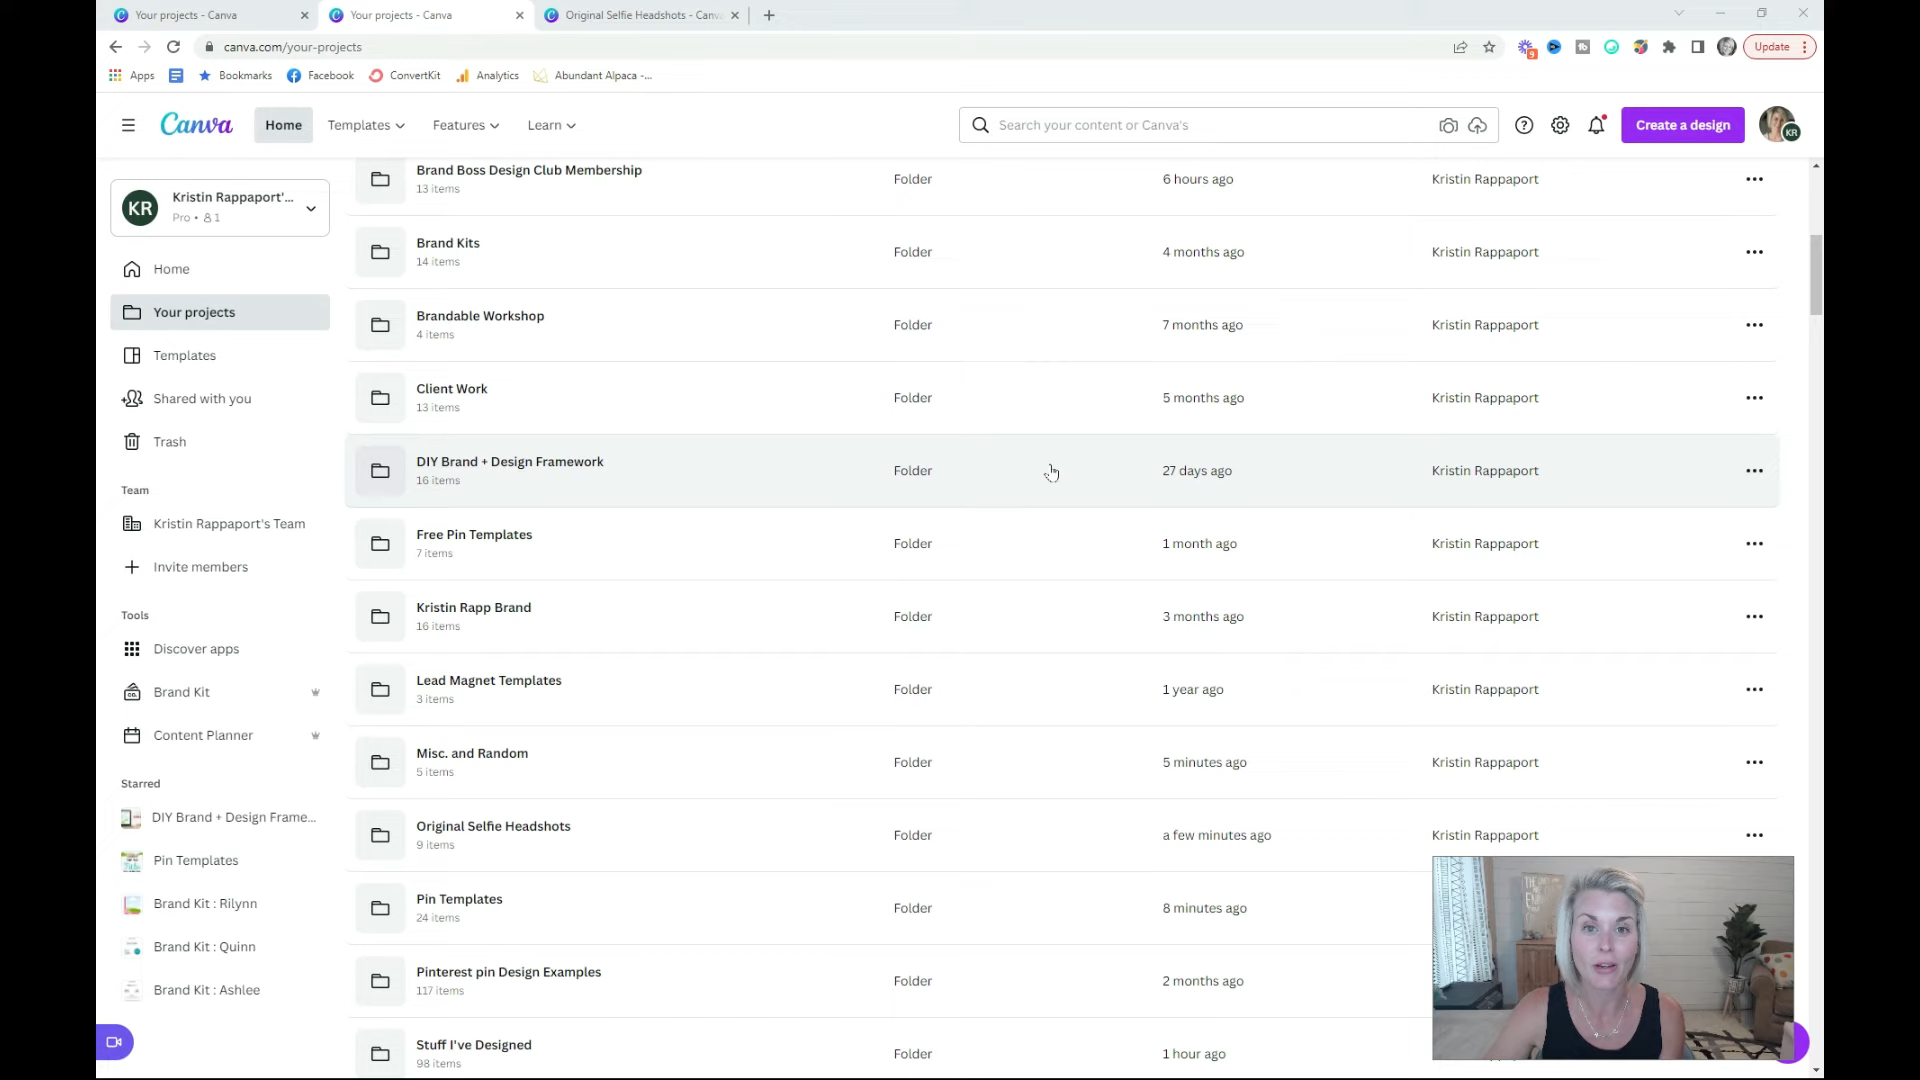 Your projects - Canva
Your projects - Canva
Original Selfie Headshots - Canv
canva.com/your-projects
9
Update
Apps
Bookmarks
Facebook
ConvertKit
Analytics
Abundant Alpaca -...
Canva
Home
Templates
Features
Learn
Search your content or Canva's
Create a design
KR
KR
Kristin Rappaport'...
Pro • 1
Home
Your projects
Templates
Shared with you
Trash
Team
Kristin Rappaport's Team
Invite members
Tools
Discover apps
Brand Kit
Content Planner
Starred
DIY Brand + Design Frame...
Pin Templates
Brand Kit : Rilynn
Brand Kit : Quinn
Brand Kit : Ashlee
Brand Boss Design Club Membership
13 items
Folder
6 hours ago
Kristin Rappaport
Brand Kits
14 items
Folder
4 months ago
Kristin Rappaport
Brandable Workshop
4 items
Folder
7 months ago
Kristin Rappaport
Client Work
13 items
Folder
5 months ago
Kristin Rappaport
DIY Brand + Design Framework
16 items
Folder
27 days ago
Kristin Rappaport
Free Pin Templates
7 items
Folder
1 month ago
Kristin Rappaport
Kristin Rapp Brand
16 items
Folder
3 months ago
Kristin Rappaport
Lead Magnet Templates
3 items
Folder
1 year ago
Kristin Rappaport
Misc. and Random
5 items
Folder
5 minutes ago
Kristin Rappaport
Original Selfie Headshots
9 items
Folder
a few minutes ago
Kristin Rappaport
Pin Templates
24 items
Folder
8 minutes ago
Pinterest pin Design Examples
117 items
Folder
2 months ago
Stuff I've Designed
98 items
Folder
1 hour ago